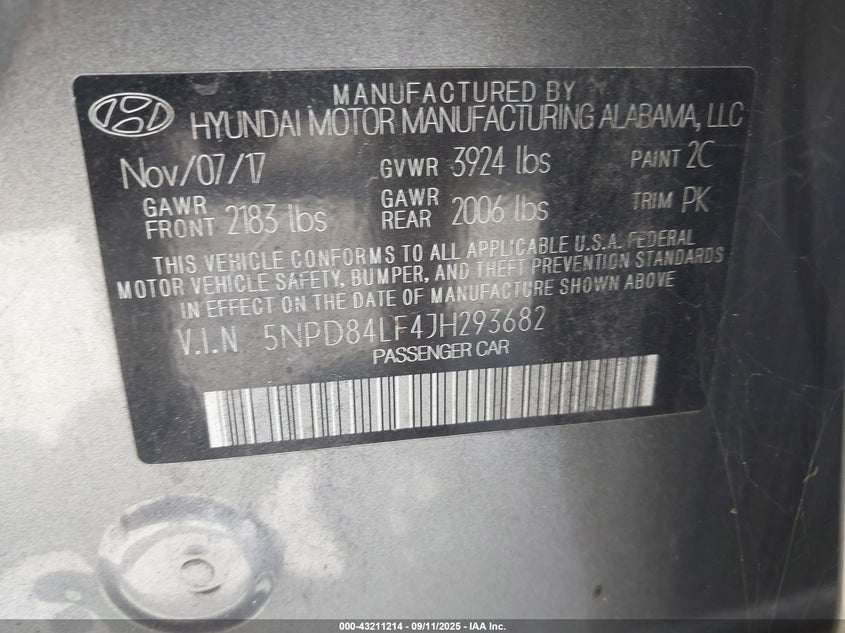 MANUFACTURED BY
HYUNDAI MOTOR MANUFACTURING ALABAMA, LLC
Nov/07/17 GVWR 3924 lbs PAINT 2C
GAWR FRONT 2183 lbs GAWR REAR 2006 lbs TRIM PK
THIS VEHICLE CONFORMS TO ALL APPLICABLE U.S.A. FEDERAL
MOTOR VEHICLE SAFETY, BUMPER, AND THEFT PREVENTION STANDARDS
IN EFFECT ON THE DATE OF MANUFACTURE SHOWN ABOVE
V.I.N 5NPD84LF4JH293682
PASSENGER CAR
000-43211214 - 09/11/2025 - IAA Inc.